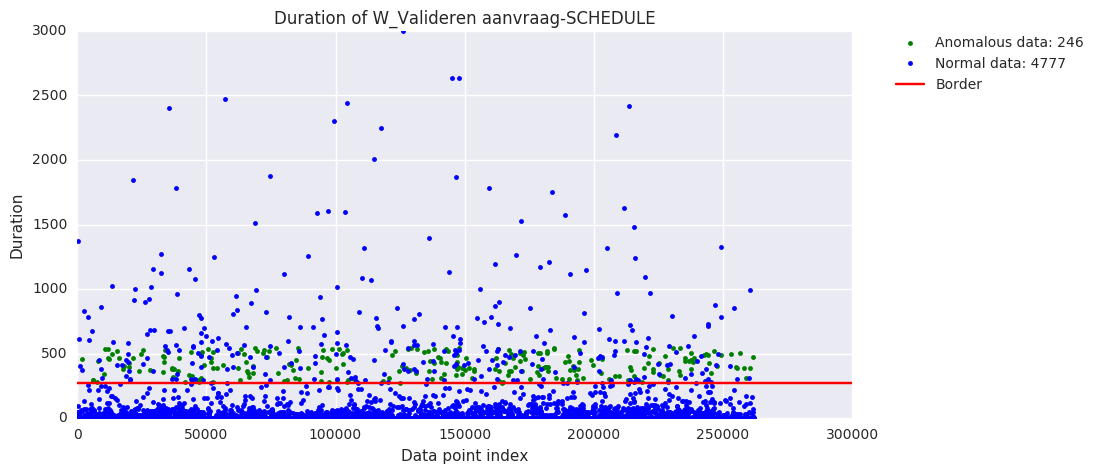 Duration of W_Valideren aanvraag-SCHEDULE
Anomalous data: 246
Normal data: 4777
Border
Duration
3000
2500
2000
1500
1000
500
0
0 50000 100000 150000 200000 250000 300000
Data point index